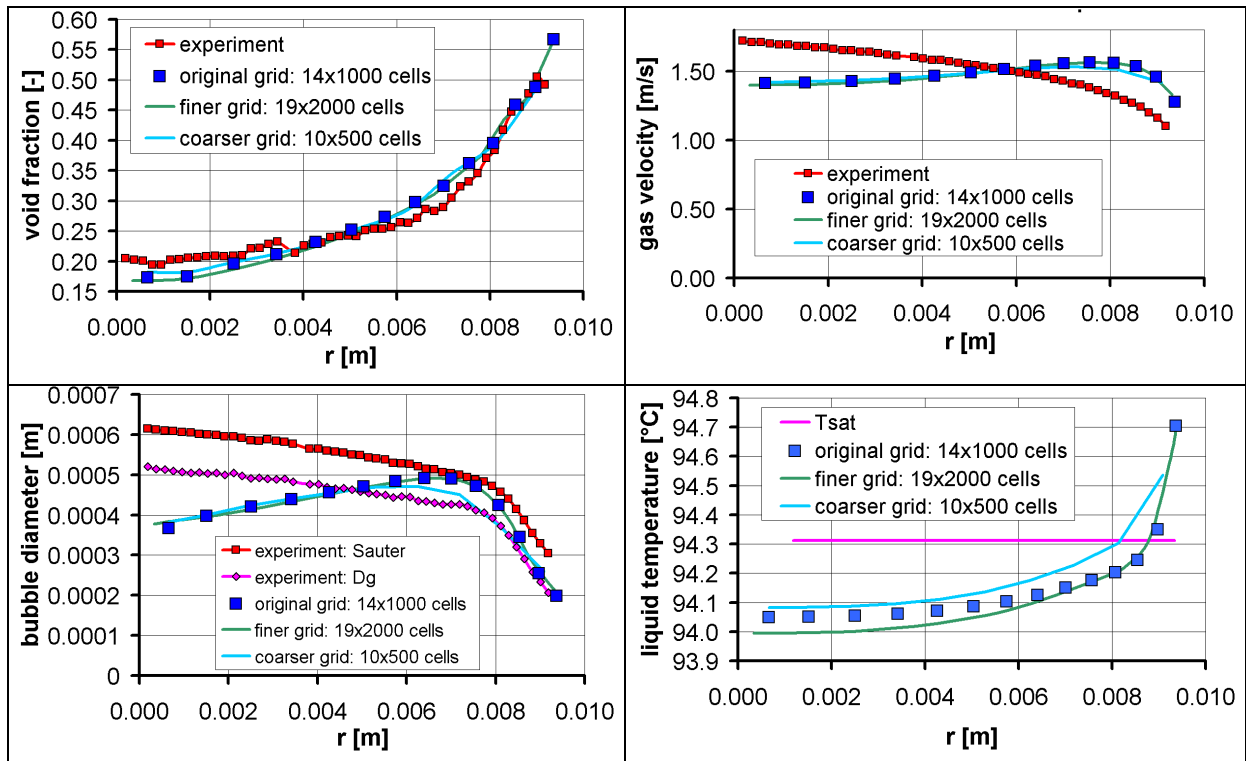 0.60
0.55
0.50
0.45
0.40
0.35
0.30
0.25
0.20
0.15
void fraction [-]
experiment
original grid: 14x1000 cells
finer grid: 19x2000 cells
coarser grid: 10x500 cells
0.000 0.002 0.004 0.006 0.008 0.010
r [m]
1.50
1.00
0.50
0.00
gas velocity [m/s]
experiment
original grid: 14x1000 cells
finer grid: 19x2000 cells
coarser grid: 10x500 cells
0.000 0.002 0.004 0.006 0.008 0.010
r [m]
0.0007
0.0006
0.0005
0.0004
0.0003
0.0002
0.0001
0
bubble diameter [m]
experiment: Sauter
experiment: Dg
original grid: 14x1000 cells
finer grid: 19x2000 cells
coarser grid: 10x500 cells
0.000 0.002 0.004 0.006 0.008 0.010
r [m]
94.8
94.7
94.6
94.5
94.4
94.3
94.2
94.1
94.0
93.9
liquid temperature [°C]
Tsat
original grid: 14x1000 cells
finer grid: 19x2000 cells
coarser grid: 10x500 cells
0.000 0.002 0.004 0.006 0.008 0.010
r [m]